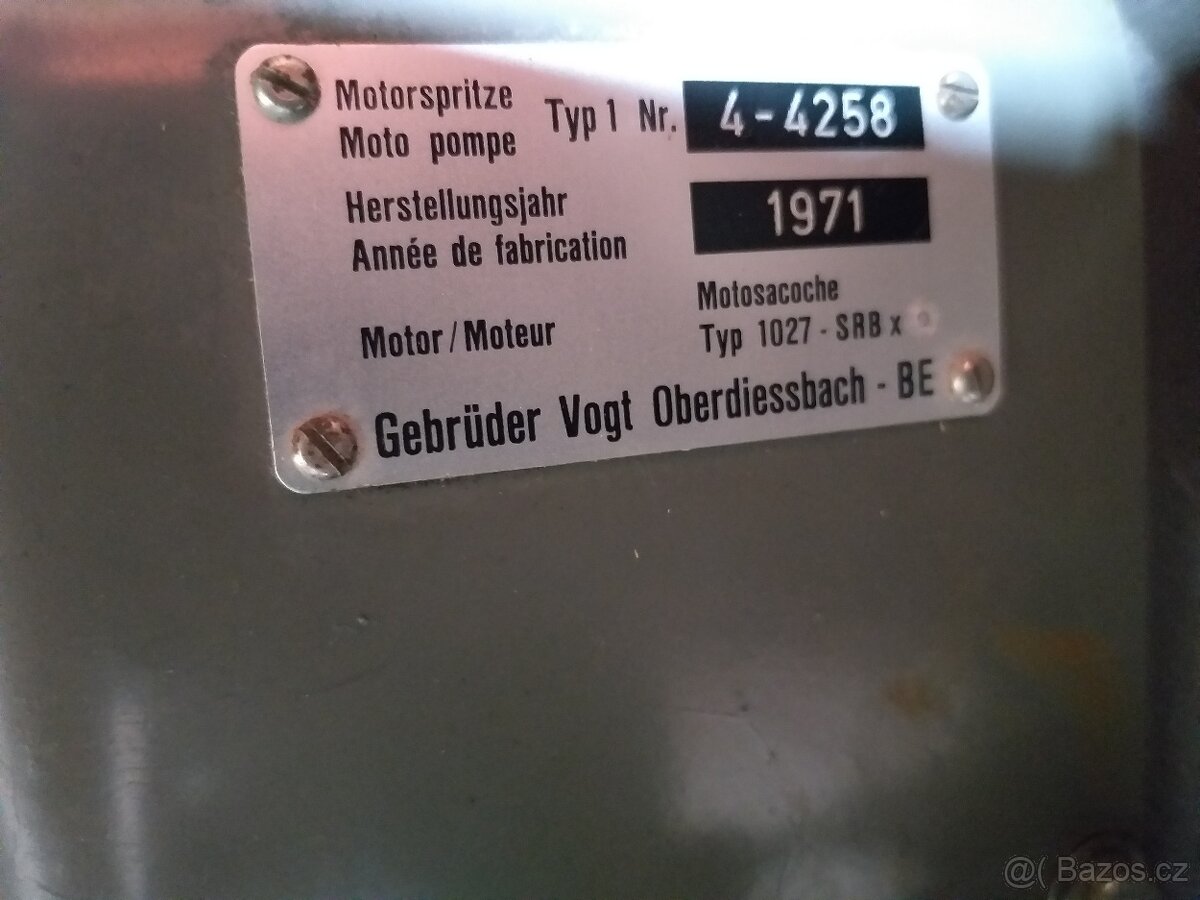 Motorspritze
Moto pompe
Typ 1 Nr. 4-4258
Herstellungsjahr
Année de fabrication
1971
Motor/Moteur
Motosacoche
Typ 1027 - SRB x
Gebrüder Vogt Oberdiessbach - BE
@( Bazos.cz